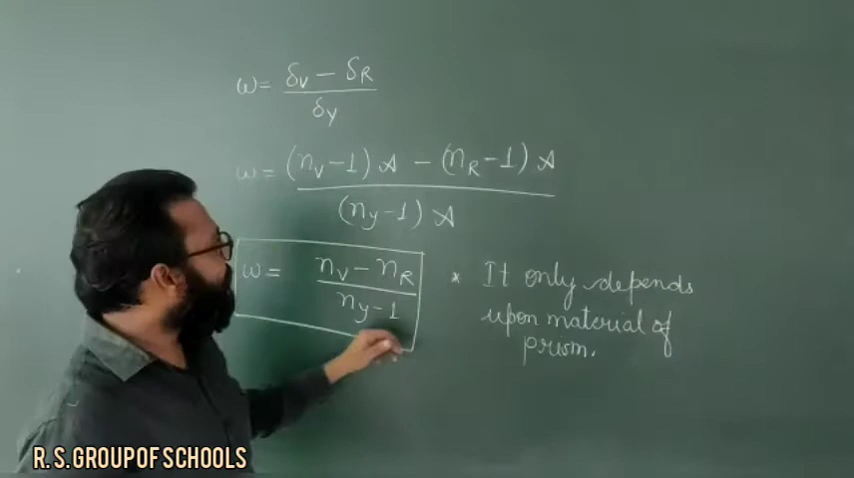 ω = δV − δR / δy
ω = (nV−1) A − (nR−1) A / (ny−1) A
ω = nV − nR / ny−1
* It only depends
upon material of
prism.
R. S. GROUP OF SCHOOLS